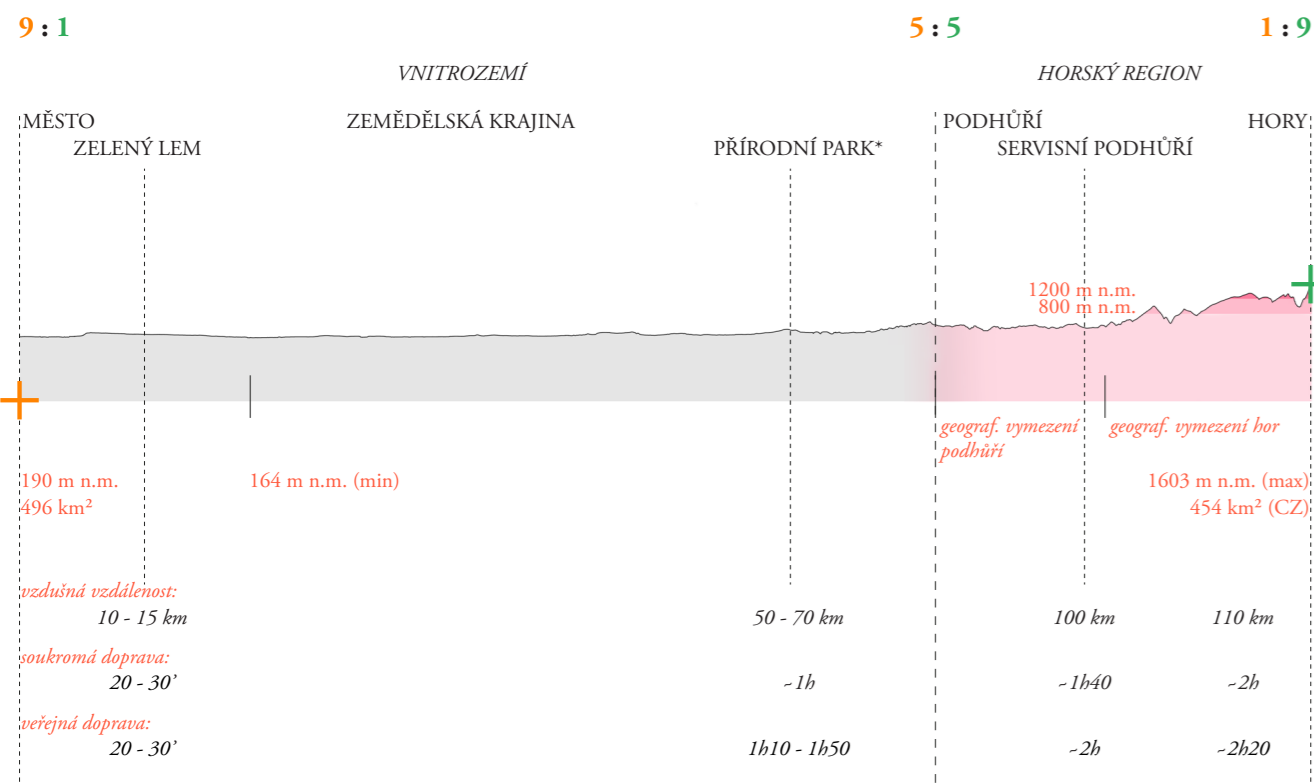 9 : 1 5 : 5 1 : 9
VNITROZEMÍ HORSKÝ REGION
MĚSTO ZEMĚDĚLSKÁ KRAJINA PODHŮŘÍ HORY
ZELENÝ LEM PŘÍRODNÍ PARK* SERVISNÍ PODHŮŘÍ
1200 m n.m.
800 m n.m.
geograf. vymezení geograf. vymezení hor
podhůří
190 m n.m. 164 m n.m. (min) 1603 m n.m. (max)
496 km² 454 km² (CZ)
vzdušná vzdálenost:
10 - 15 km 50 - 70 km 100 km 110 km
soukromá doprava:
20 - 30’ ~1h ~1h40 ~2h
veřejná doprava:
20 - 30’ 1h10 - 1h50 ~2h ~2h20